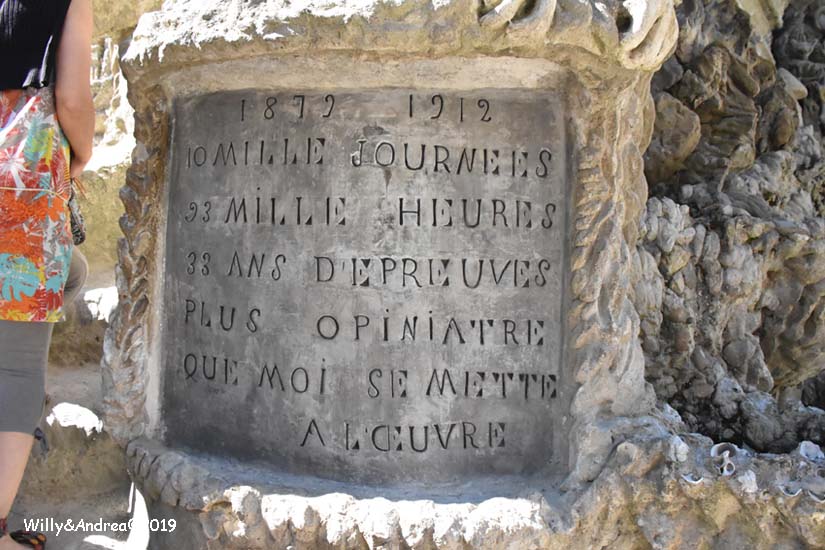 1879 1912
10 MILLE JOURNEES
93 MILLE HEURES
33 ANS D'EPREUVES
PLUS OPINIATRE
QUE MOI SE METTE
A L'ŒUVRE
Willy&Andrea©2019